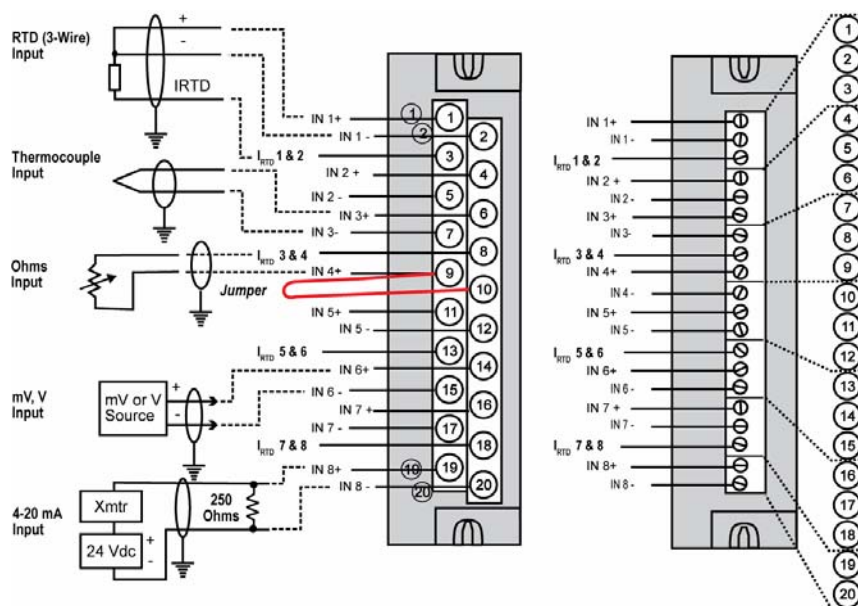 RTD (3-Wire)
Input
+
-
IRTD
Thermocouple
Input
Ohms
Input
Jumper
mV, V
Input
mV or V
Source
+
-
4-20 mA
Input
Xmtr
24 Vdc
+
-
250
Ohms
IN 1+
IN 1 -
IRTD 1 & 2
IN 2 +
IN 2 -
IN 3+
IN 3-
IRTD 3 & 4
IN 4+
IN 5+
IN 5 -
IRTD 5 & 6
IN 6+
IN 6 -
IN 7 +
IN 7 -
IRTD 7 & 8
IN 8+
IN 8 -
1
2
19
20
1
2
3
4
5
6
7
8
9
10
11
12
13
14
15
16
17
18
19
20
IN 1+
IN 1 -
IRTD 1 & 2
IN 2 +
IN 2 -
IN 3+
IN 3-
IRTD 3 & 4
IN 4+
IN 4 -
IN 5+
IN 5 -
IRTD 5 & 6
IN 6+
IN 6 -
IN 7 +
IN 7 -
IRTD 7 & 8
IN 8+
IN 8 -
1
2
3
4
5
6
7
8
9
10
11
12
13
14
15
16
17
18
19
20